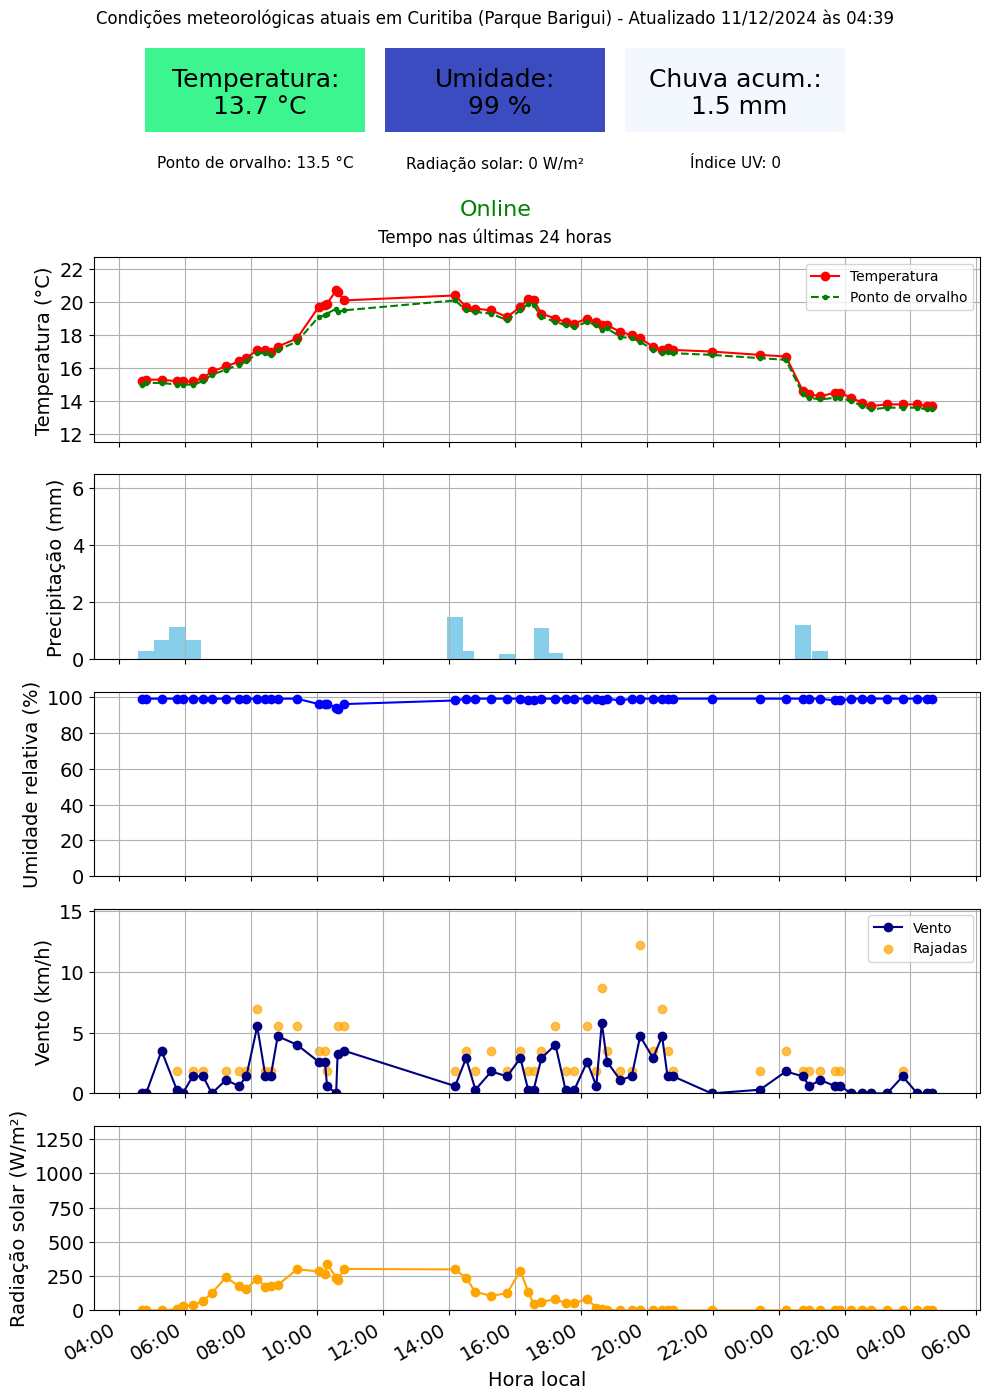 Condições meteorológicas atuais em Curitiba (Parque Barigui) - Atualizado 11/12/2024 às 04:39
Temperatura:
13.7 °C
Umidade:
99 %
Chuva acum.:
1.5 mm
Ponto de orvalho: 13.5 °C
Radiação solar: 0 W/m²
Índice UV: 0
Online
Tempo nas últimas 24 horas
Temperatura (°C)
22
20
18
16
14
12
Temperatura
Ponto de orvalho
Precipitação (mm)
6
4
2
0
Umidade relativa (%)
100
80
60
40
20
0
Vento (km/h)
15
10
5
0
Vento
Rajadas
Radiação solar (W/m²)
1250
1000
750
500
250
0
04:00
06:00
08:00
10:00
12:00
14:00
16:00
18:00
20:00
22:00
00:00
02:00
04:00
06:00
Hora local